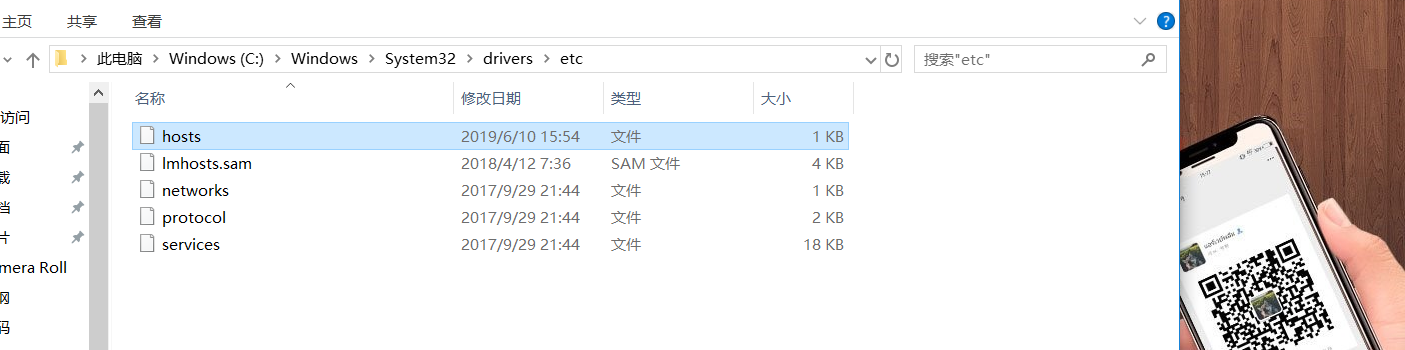 主页 共享 查看
此电脑 Windows (C:) Windows System32 drivers etc
搜索"etc"
名称 修改日期 类型 大小
hosts 2019/6/10 15:54 文件 1 KB
lmhosts.sam 2018/4/12 7:36 SAM 文件 4 KB
networks 2017/9/29 21:44 文件 1 KB
protocol 2017/9/29 21:44 文件 2 KB
services 2017/9/29 21:44 文件 18 KB
访问
面
载
档
片
mera Roll
码